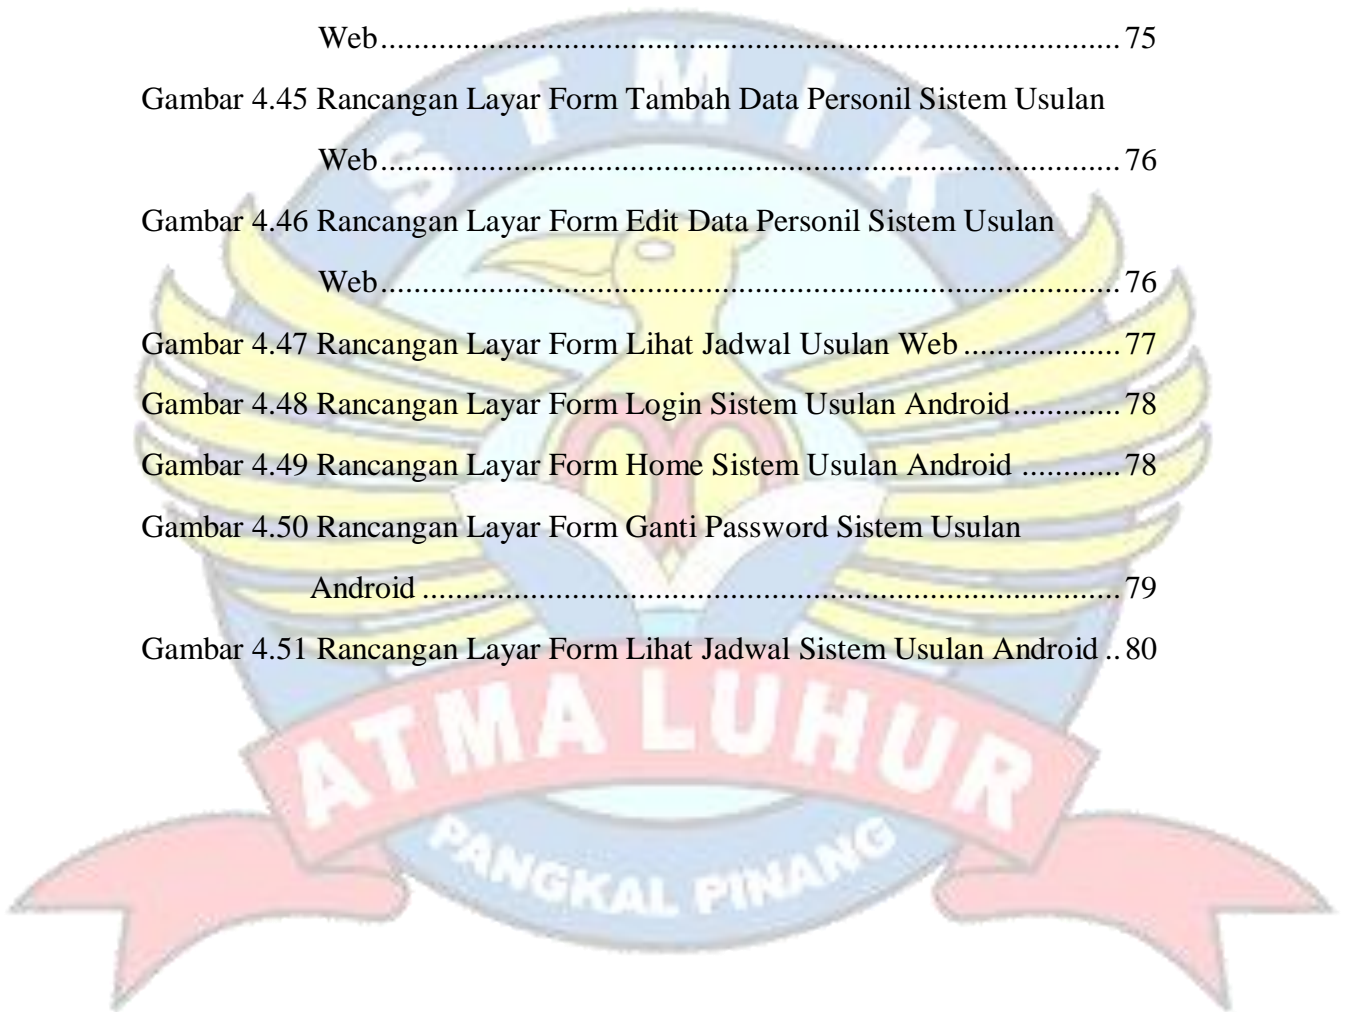 Web.........................................................................................75
Gambar 4.45 Rancangan Layar Form Tambah Data Personil Sistem Usulan
Web.........................................................................................76
Gambar 4.46 Rancangan Layar Form Edit Data Personil Sistem Usulan
Web.........................................................................................76
Gambar 4.47 Rancangan Layar Form Lihat Jadwal Usulan Web...................77
Gambar 4.48 Rancangan Layar Form Login Sistem Usulan Android.............78
Gambar 4.49 Rancangan Layar Form Home Sistem Usulan Android ............78
Gambar 4.50 Rancangan Layar Form Ganti Password Sistem Usulan
Android ....................................................................................79
Gambar 4.51 Rancangan Layar Form Lihat Jadwal Sistem Usulan Android ..80
STMIK
ATMA LUHUR
PANGKAL PINANG